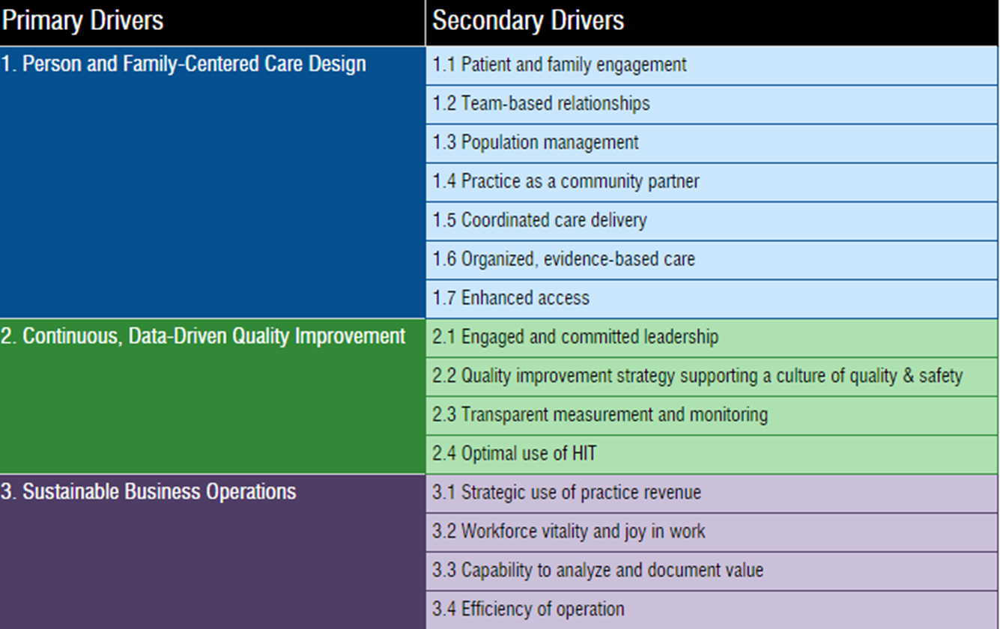 Primary Drivers
Secondary Drivers
1. Person and Family-Centered Care Design
1.1 Patient and family engagement
1.2 Team-based relationships
1.3 Population management
1.4 Practice as a community partner
1.5 Coordinated care delivery
1.6 Organized, evidence-based care
1.7 Enhanced access
2. Continuous, Data-Driven Quality Improvement
2.1 Engaged and committed leadership
2.2 Quality improvement strategy supporting a culture of quality & safety
2.3 Transparent measurement and monitoring
2.4 Optimal use of HIT
3. Sustainable Business Operations
3.1 Strategic use of practice revenue
3.2 Workforce vitality and joy in work
3.3 Capability to analyze and document value
3.4 Efficiency of operation